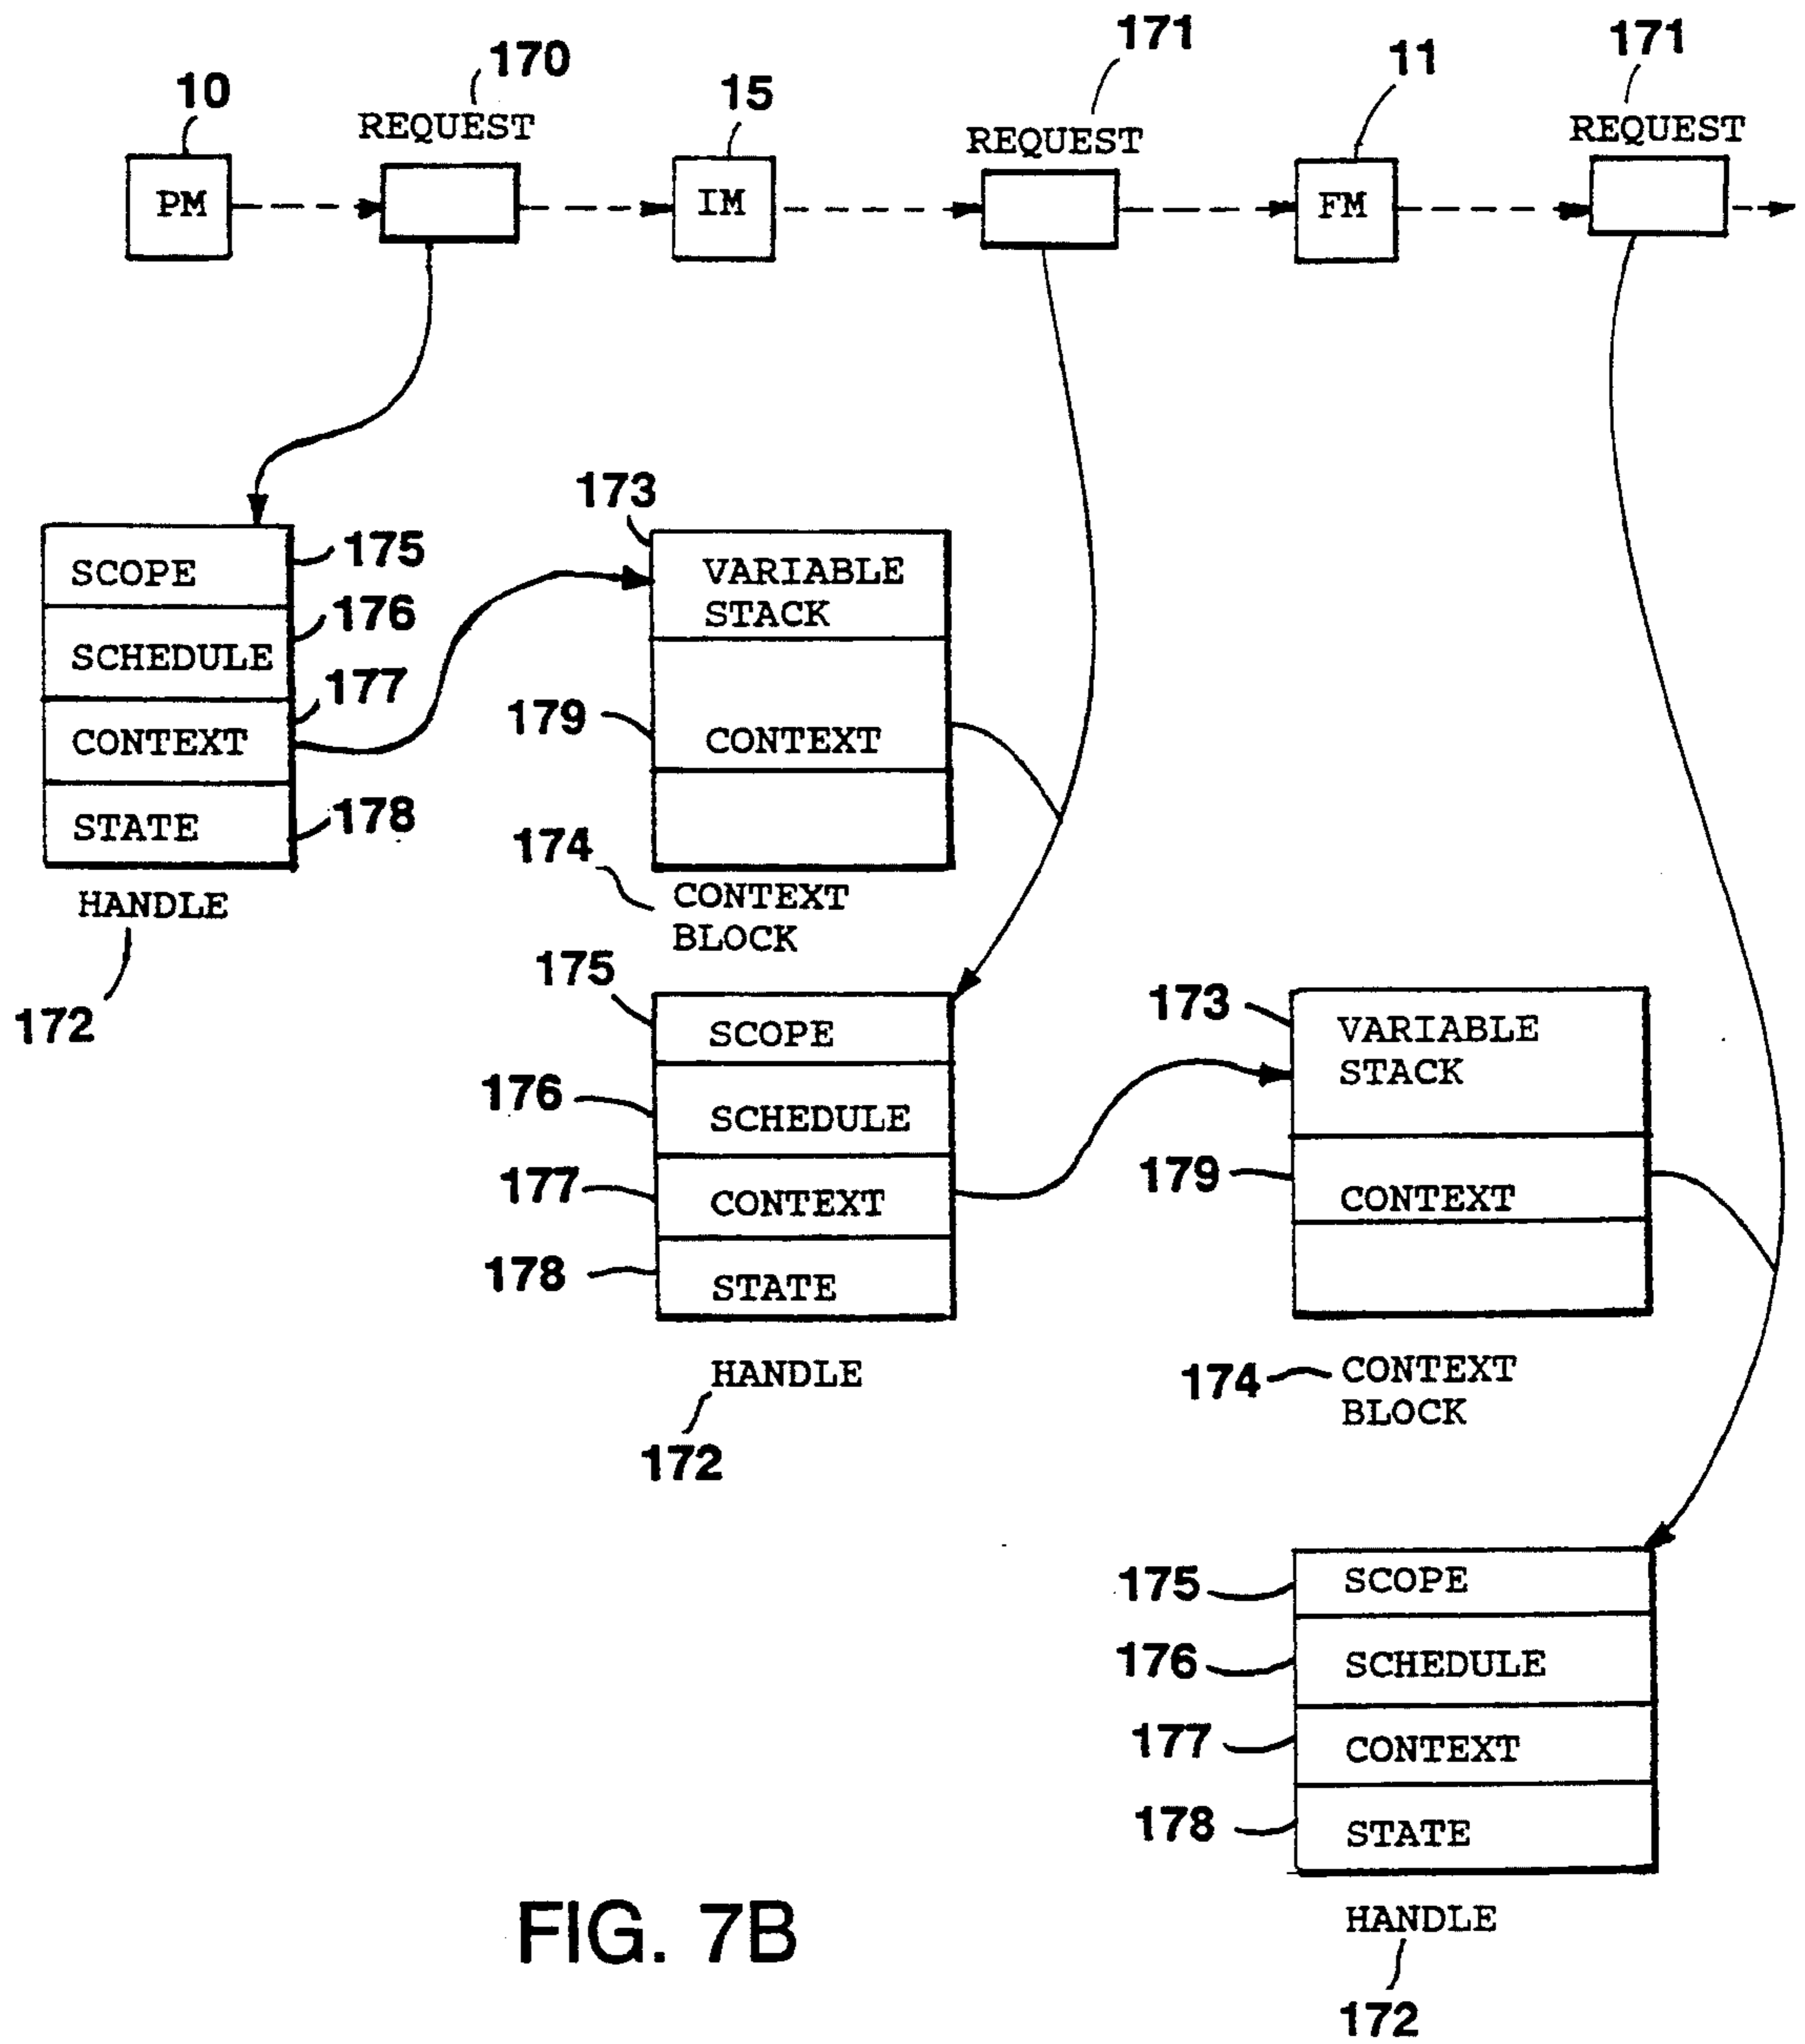 10
170
REQUEST
15
171
REQUEST
11
171
REQUEST
PM
IM
FM
SCOPE
175
SCHEDULE
176
CONTEXT
177
STATE
178
HANDLE
172
173
VARIABLE
STACK
179
CONTEXT
174
CONTEXT
BLOCK
175
SCOPE
176
SCHEDULE
177
CONTEXT
178
STATE
HANDLE
172
173
VARIABLE
STACK
179
CONTEXT
174
CONTEXT
BLOCK
175
SCOPE
176
SCHEDULE
177
CONTEXT
178
STATE
HANDLE
172
FIG. 7B